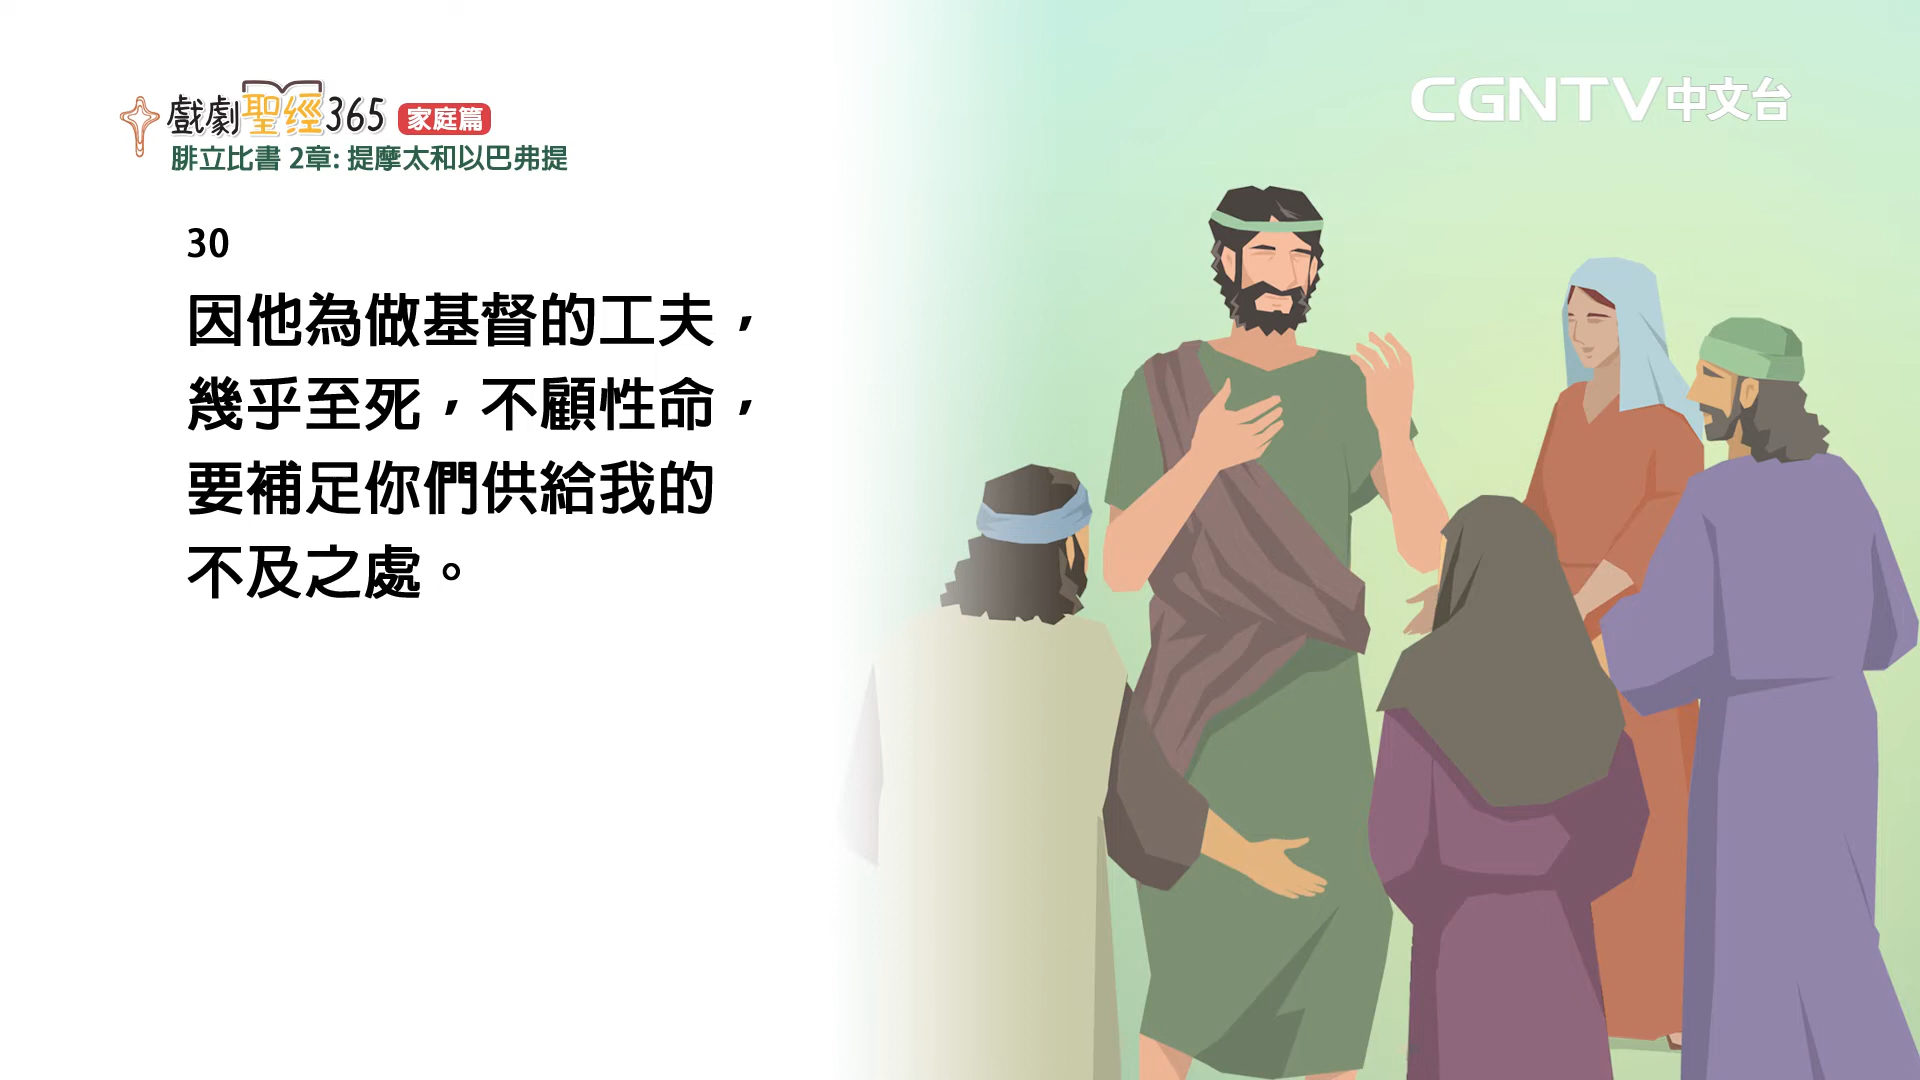 戲劇聖經365 家庭篇
CGNTV中文台
腓立比書 2章: 提摩太和以巴弗提
30
因他為做基督的工夫，
幾乎至死，不顧性命，
要補足你們供給我的
不及之處。